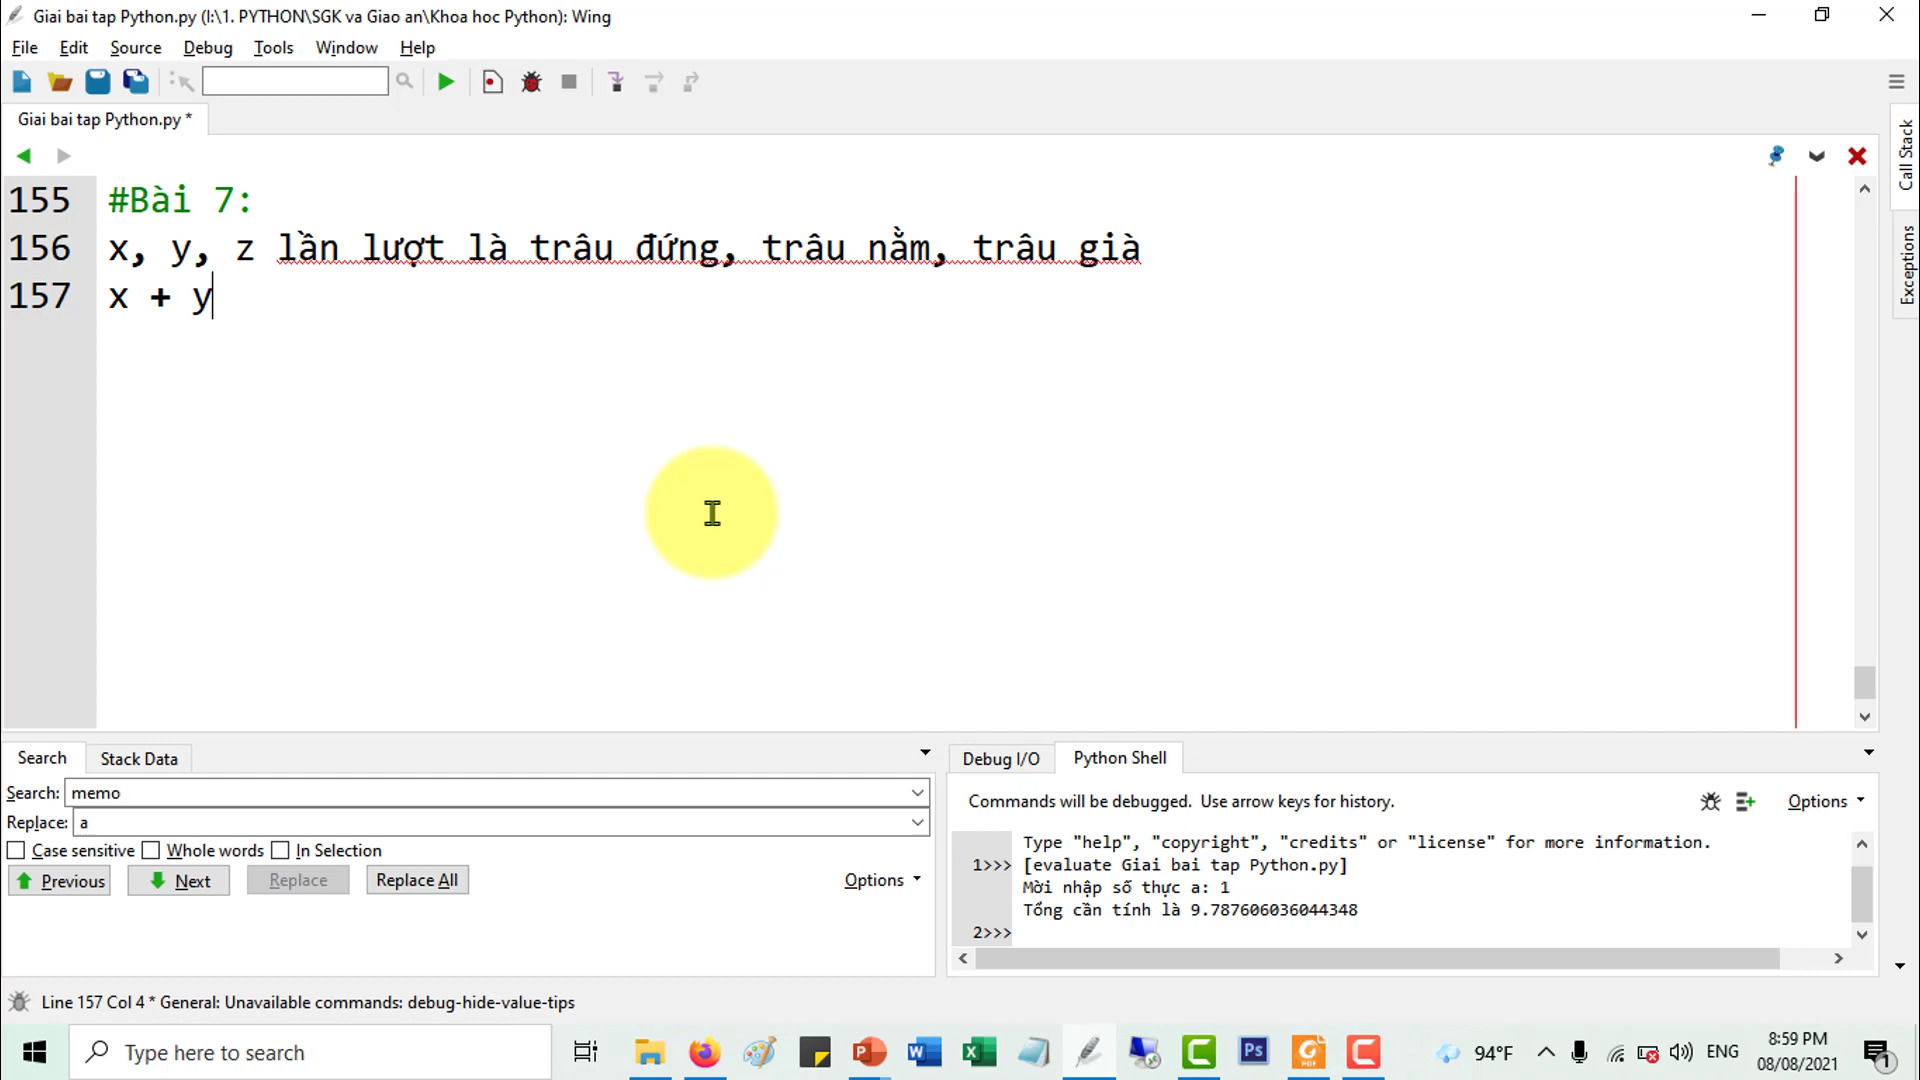 Giai bai tap Python.py (I:\1. PYTHON\SGK va Giao an\Khoa hoc Python): Wing
File Edit Source Debug Tools Window Help
Giai bai tap Python.py *
155 #Bài 7:
156 x, y, z lần lượt là trâu đứng, trâu nằm, trâu già
157 x + y
Call Stack
Exceptions
Search Stack Data
Search: memo
Replace: a
Case sensitive Whole words In Selection
Previous Next Replace Replace All Options
Debug I/O Python Shell
Commands will be debugged. Use arrow keys for history. Options
Type "help", "copyright", "credits" or "license" for more information.
1>>> [evaluate Giai bai tap Python.py]
Mời nhập số thực a: 1
Tổng cần tính là 9.787606036044348
2>>>
Line 157 Col 4 * General: Unavailable commands: debug-hide-value-tips
Type here to search
94°F ENG
8:59 PM
08/08/2021
1
Ps